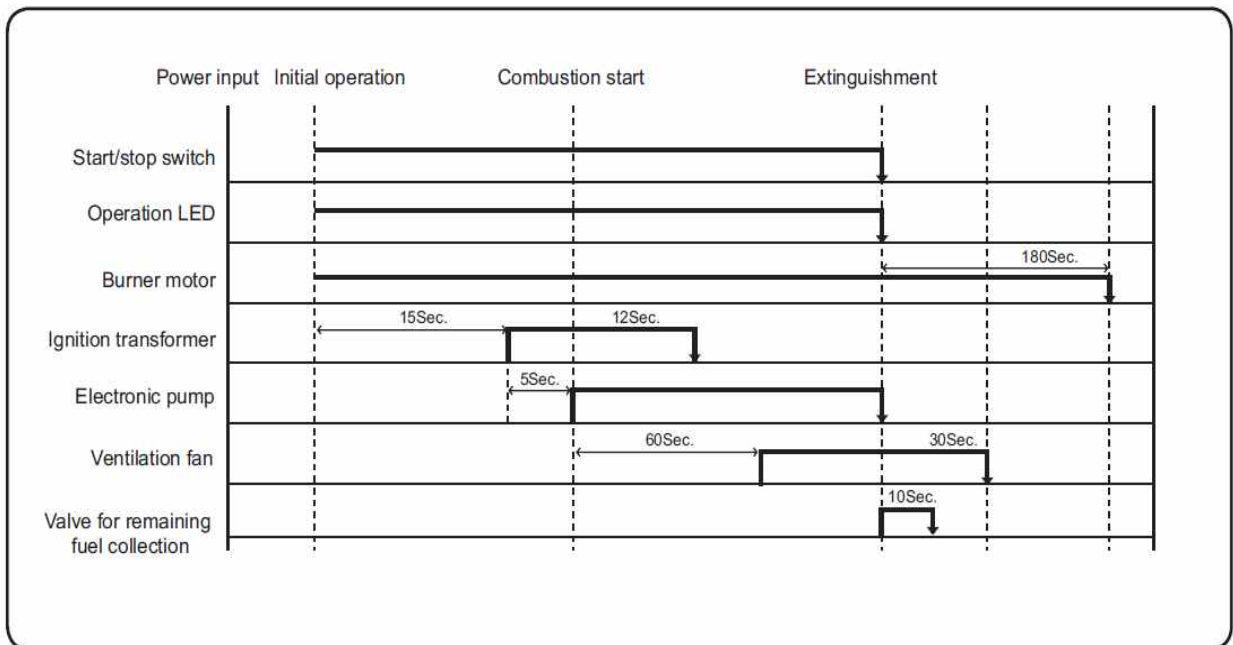 Power input Initial operation Combustion start Extinguishment
Start/stop switch
Operation LED
180Sec.
Burner motor
15Sec. 12Sec.
Ignition transformer
5Sec.
Electronic pump
60Sec. 30Sec.
Ventilation fan
10Sec.
Valve for remaining
fuel collection